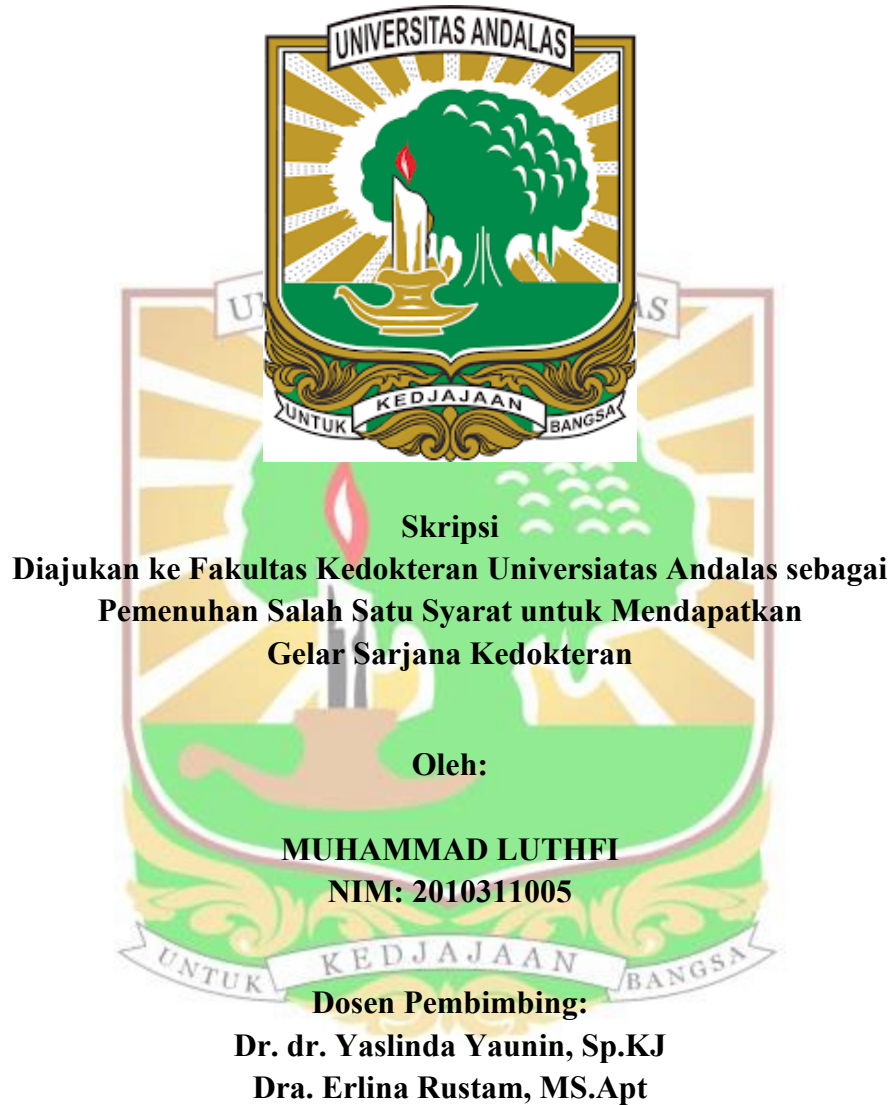 UNIVERSITAS ANDALAS
UNTUK KEDJAJAAN BANGSA
Skripsi
Diajukan ke Fakultas Kedokteran Universiatas Andalas sebagai
Pemenuhan Salah Satu Syarat untuk Mendapatkan
Gelar Sarjana Kedokteran
Oleh:
MUHAMMAD LUTHFI
NIM: 2010311005
UNTUK KEDJAJAAN BANGSA
Dosen Pembimbing:
Dr. dr. Yaslinda Yaunin, Sp.KJ
Dra. Erlina Rustam, MS.Apt